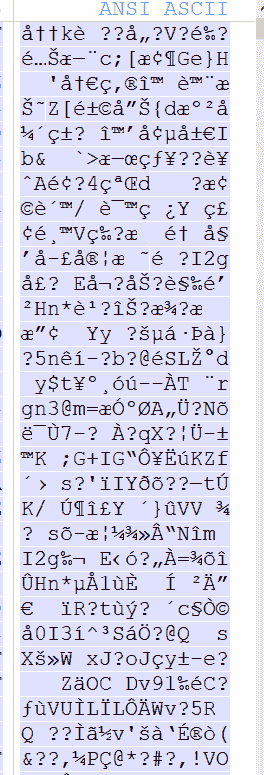 ANSI ASCII
å††kè ??å„?V?é‰?
é…Šæ—¨c;[æ¢¶Ge}H
'å†€ç‚®î™ è™¨æ
Š˜Z[é±©å”Š{dæ°²å
¼´ç±? î™'å¢µå±€I
b& `>æ—œçƒ¥??è¥
ˆAé¢?4çªŒd ?æ¢
©è´™/ è¯™ç ¿Y ç£
¢é¸™Vç‰?æ é† å§
'å–£å®¦æ ˜é ?I2g
å£? Eå¬?åŠ?è§‰é′
²Hn*è¹?îŠ?æ¾?æ
æ”¢ Yy ?šµá·Þà}
?5nêí–?b?@éSLŽ°d
y$t¥°¸óú--ÀT ¨r
gn3@m=æÓ°ØA„Ü?Nõ
ë¯Ù7–? À?qX?¦Ü–±
™K ;G+IG“Ô¥ËúKZf
´› s?'ïIYðõ??—tÚ
K/ Ú¶î£Y ´}ûVV ¾
? sõ–æ¦¼¾»Â“Nîm
I2g‰¬ E‹ó?„À=¾õî
ÛHn*µÅlùÈ Í ²Ä”
€ ïR?tùý? ´c§Ò©
å0I3í^³SáÖ?@Q s
Xš»W xJ?oJçy±–e?
ZäOC Dv91‰éC?
ƒùVUÌLÏLÔÄWv?5R
Q ??Ìã½v'šà‘É®ò(
&??‚¼PÇ@*?#?‚!VO